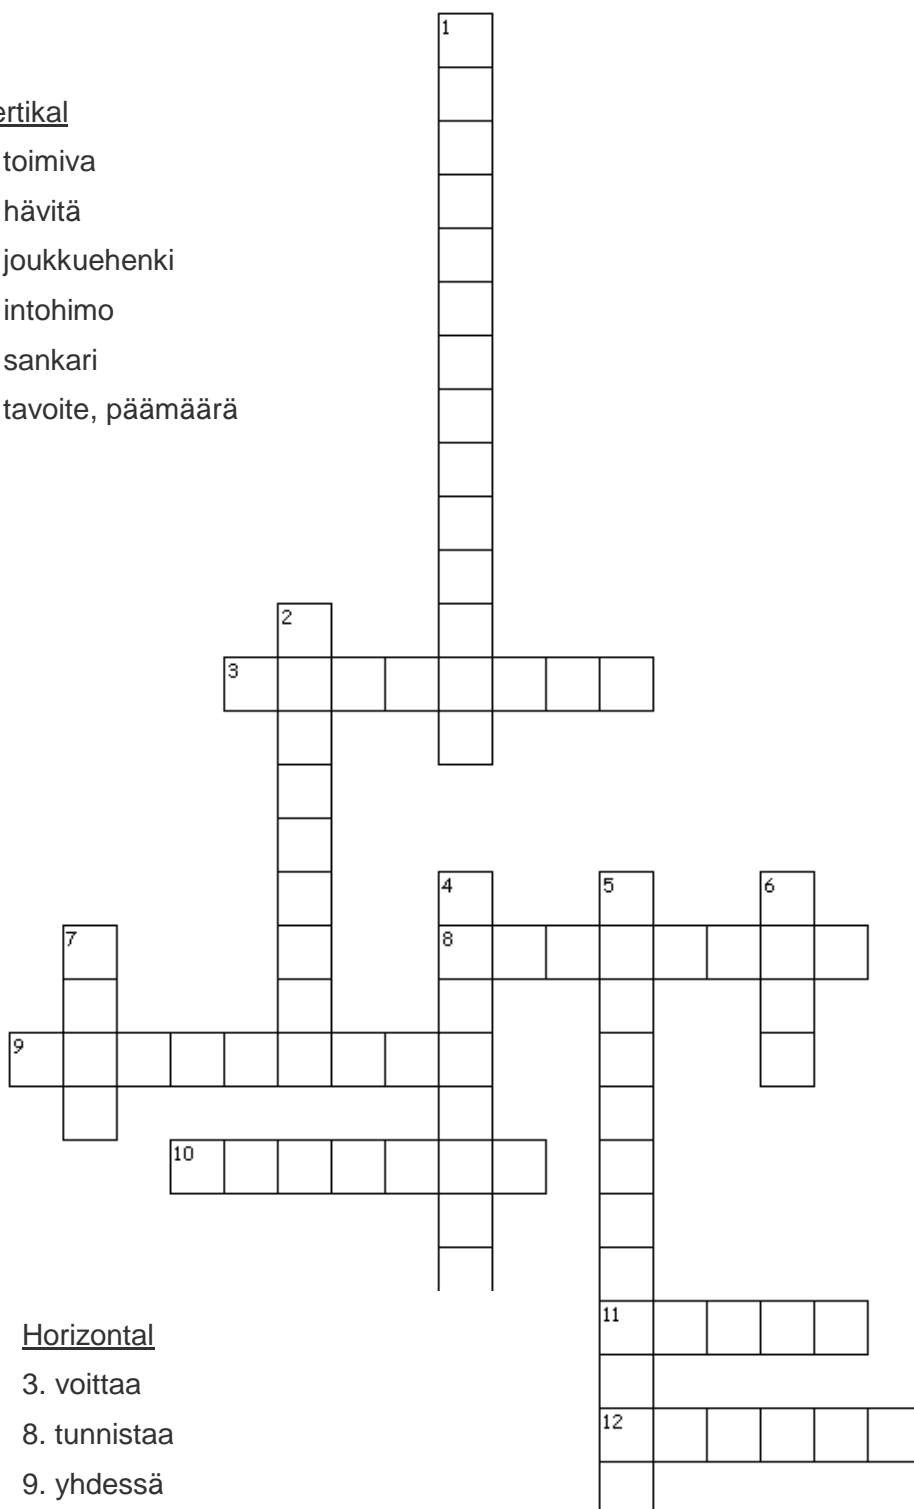 1
ertikal
toimiva
hävitä
joukkuehenki
intohimo
sankari
tavoite, päämäärä
2
3
4
5
6
7
8
9
10
11
Horizontal
3. voittaa
12
8. tunnistaa
9. yhdessä